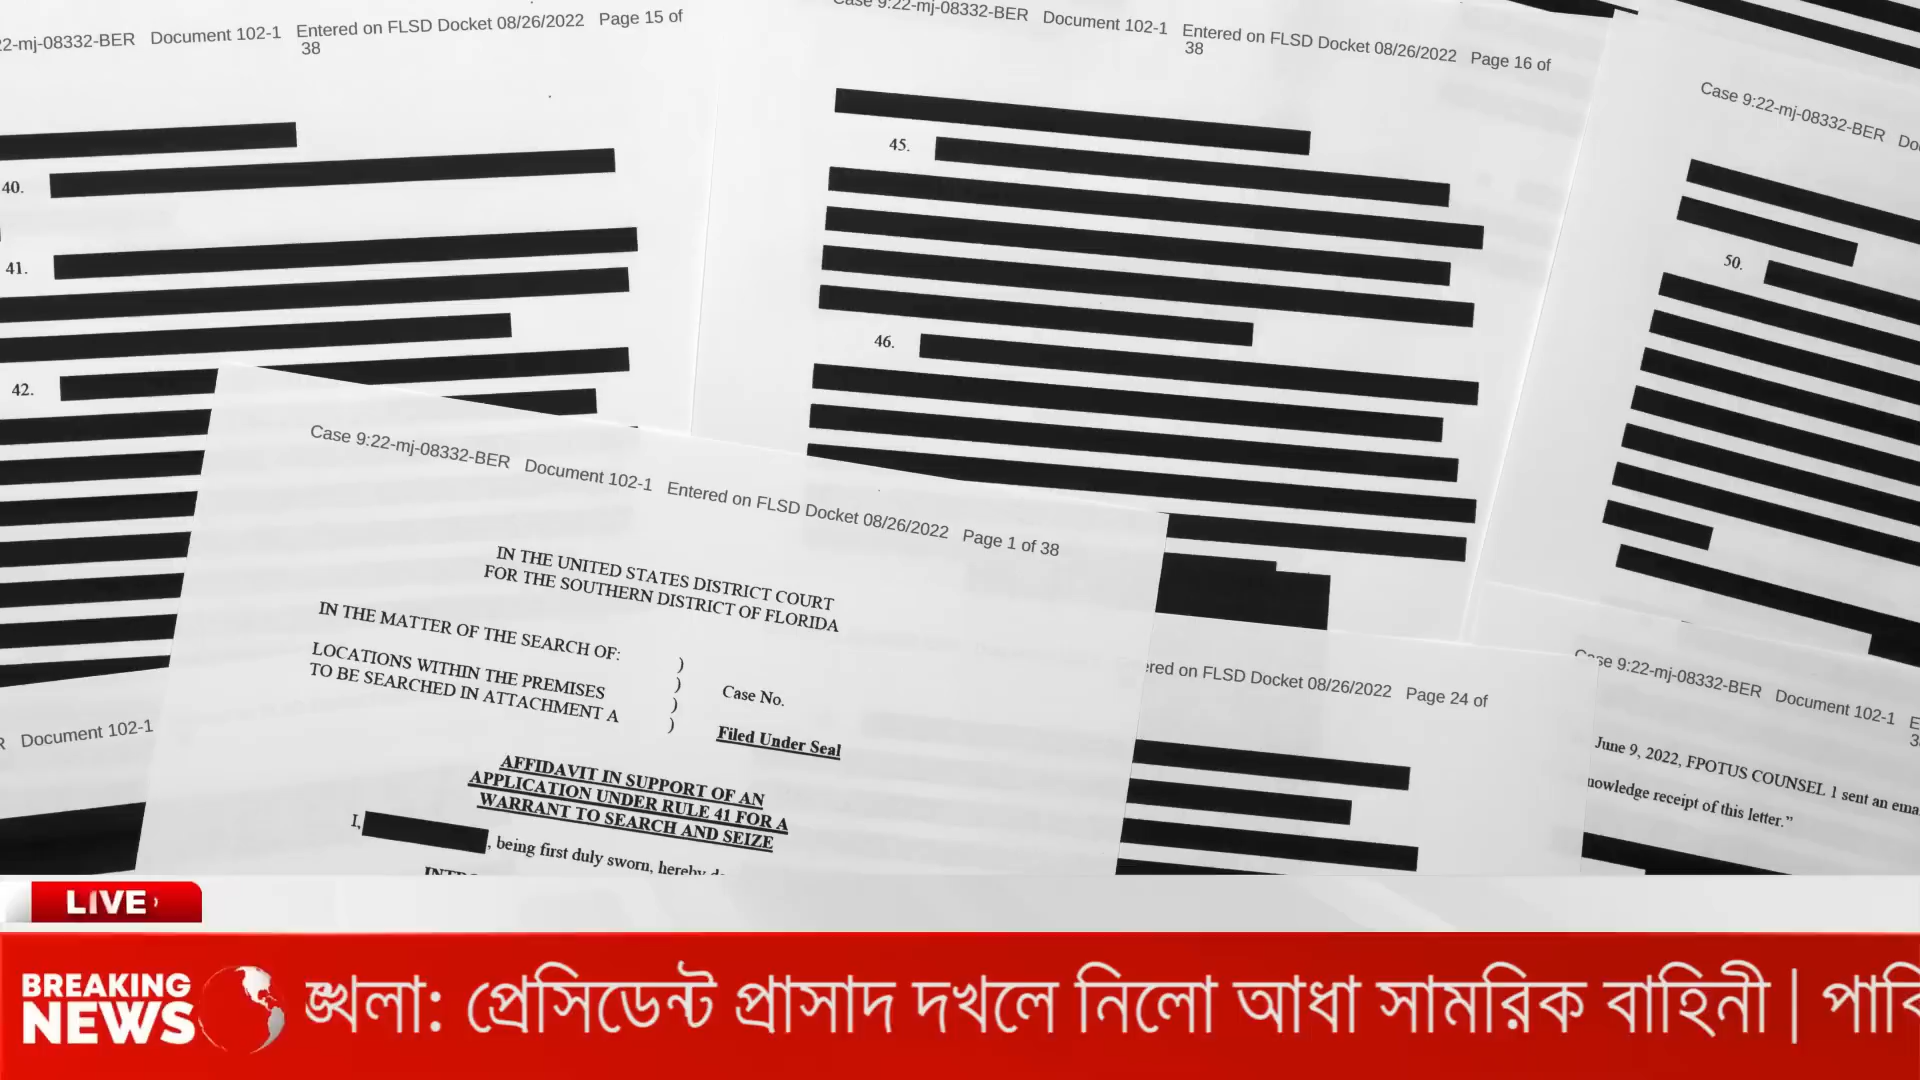 22-mj-08332-BER Document 102-1 Entered on FLSD Docket 08/26/2022 Page 15 of
38
40.
41.
42.
Case 9:22-mj-08332-BER Document 102-1 Entered on FLSD Docket 08/26/2022 Page 16 of
38
45.
46.
Case 9:22-mj-08332-BER
50.
Case 9:22-mj-08332-BER Document 102-1 Entered on FLSD Docket 08/26/2022 Page 1 of 38
IN THE UNITED STATES DISTRICT COURT
FOR THE SOUTHERN DISTRICT OF FLORIDA
IN THE MATTER OF THE SEARCH OF: )
LOCATIONS WITHIN THE PREMISES ) Case No.
TO BE SEARCHED IN ATTACHMENT A )
) Filed Under Seal
AFFIDAVIT IN SUPPORT OF AN
APPLICATION UNDER RULE 41 FOR A
WARRANT TO SEARCH AND SEIZE
I, , being first duly sworn, hereby
R Document 102-1
on FLSD Docket 08/26/2022 Page 24 of
Case 9:22-mj-08332-BER Document 102-1
June 9, 2022, FPOTUS COUNSEL 1 sent an
receipt of this letter.”
LIVE
BREAKING
NEWS
প্রেসিডেন্ট প্রাসাদ দখলে নিলো আধা সামরিক বাহিনী |